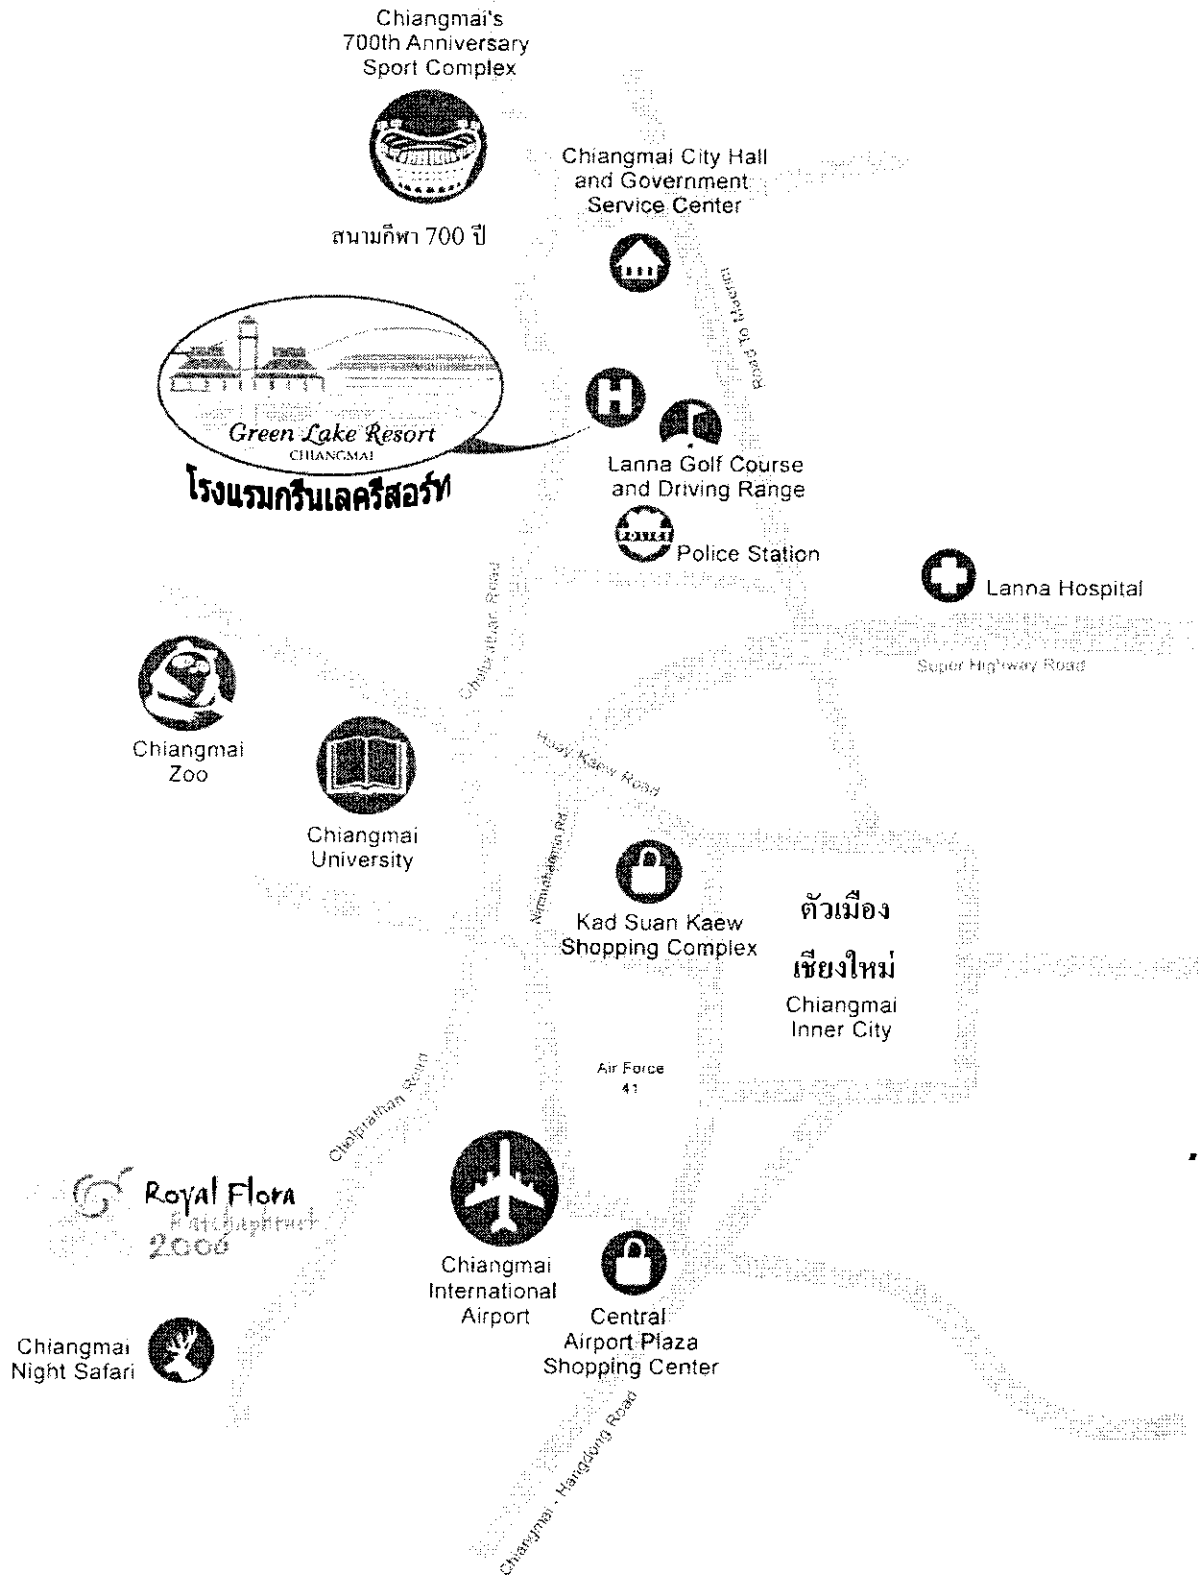 Chiangmai's
700th Anniversary
Sport Complex
สนามกีฬา 700 ปี
Chiangmai City Hall
and Government
Service Center
Road To Maerim
Green Lake Resort
CHIANGMAI
โรงแรมกรีนเลครีสอร์ท
H
Lanna Golf Course
and Driving Range
POLICE
Police Station
Lanna Hospital
Super Highway Road
Cholprathan Road
Chiangmai
Zoo
Chiangmai
University
Huay Kaew Road
Nimmahaemin Rd.
Kad Suan Kaew
Shopping Complex
ตัวเมือง
เชียงใหม่
Chiangmai
Inner City
Air Force
41
Cholprathan Road
Royal Flora
Ratchaphruek
2006
Chiangmai
International
Airport
Central
Airport Plaza
Shopping Center
Chiangmai
Night Safari
Chiangmai - Hangdong Road